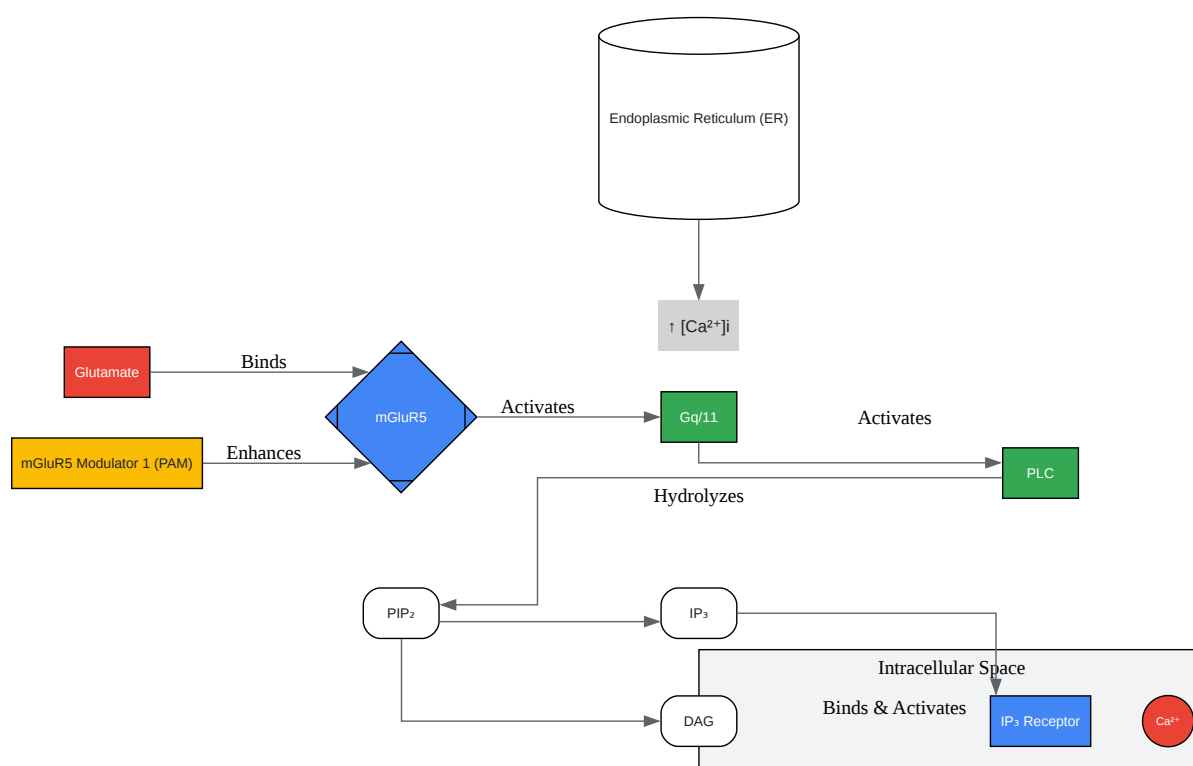 Endoplasmic Reticulum (ER)
↑ [Ca²⁺]i
Glutamate
Binds
mGluR5
Activates
Gq/11
Activates
mGluR5 Modulator 1 (PAM)
Enhances
PLC
Hydrolyzes
PIP₂
IP₃
Intracellular Space
DAG
Binds & Activates
IP₃ Receptor
Ca²⁺